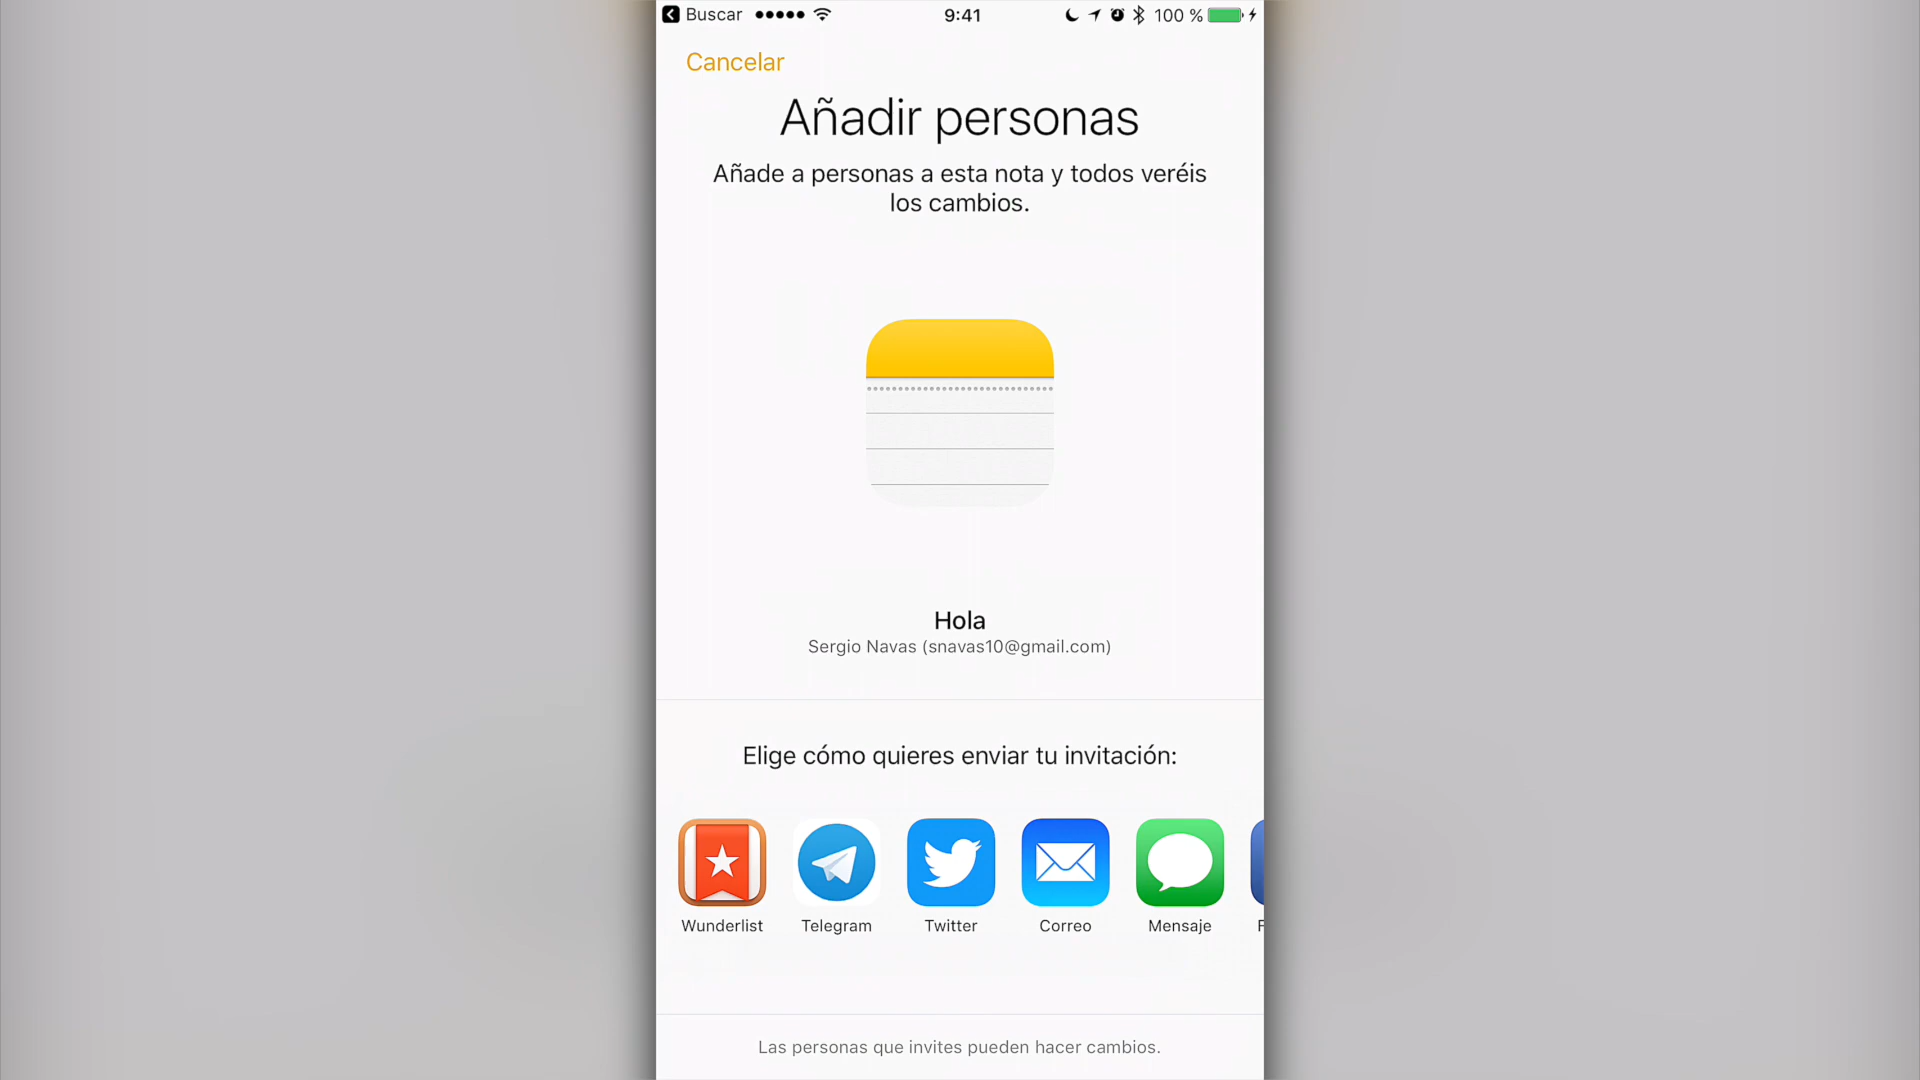 Buscar 9:41 100 %
Cancelar
Añadir personas
Añade a personas a esta nota y todos veréis
los cambios.
Hola
Sergio Navas (snavas10@gmail.com)
Elige cómo quieres enviar tu invitación:
Wunderlist Telegram Twitter Correo Mensaje
Las personas que invites pueden hacer cambios.